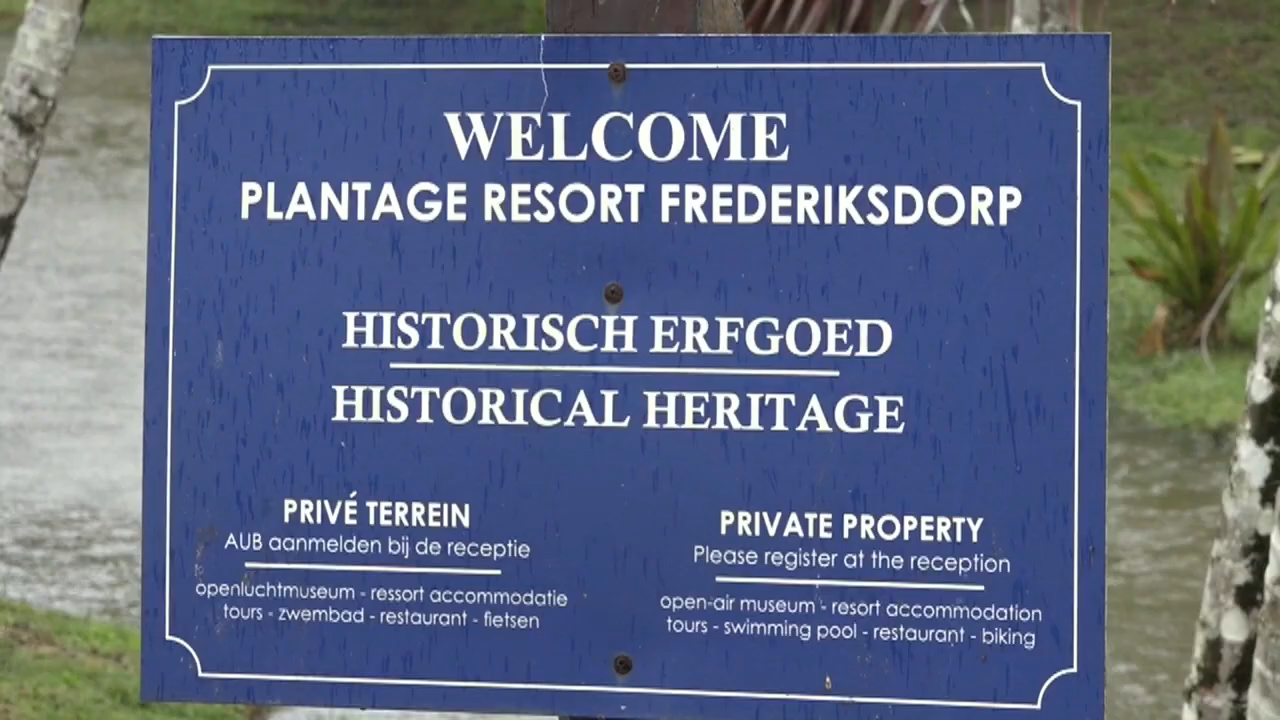 WELCOME
PLANTAGE RESORT FREDERIKSDORP
HISTORISCH ERFGOED
HISTORICAL HERITAGE
PRIVÉ TERREIN
AUB aanmelden bij de receptie
openluchtmuseum - ressort accommodatie
tours - zwembad - restaurant - fietsen
PRIVATE PROPERTY
Please register at the reception
open-air museum - resort accommodation
tours - swimming pool - restaurant - biking